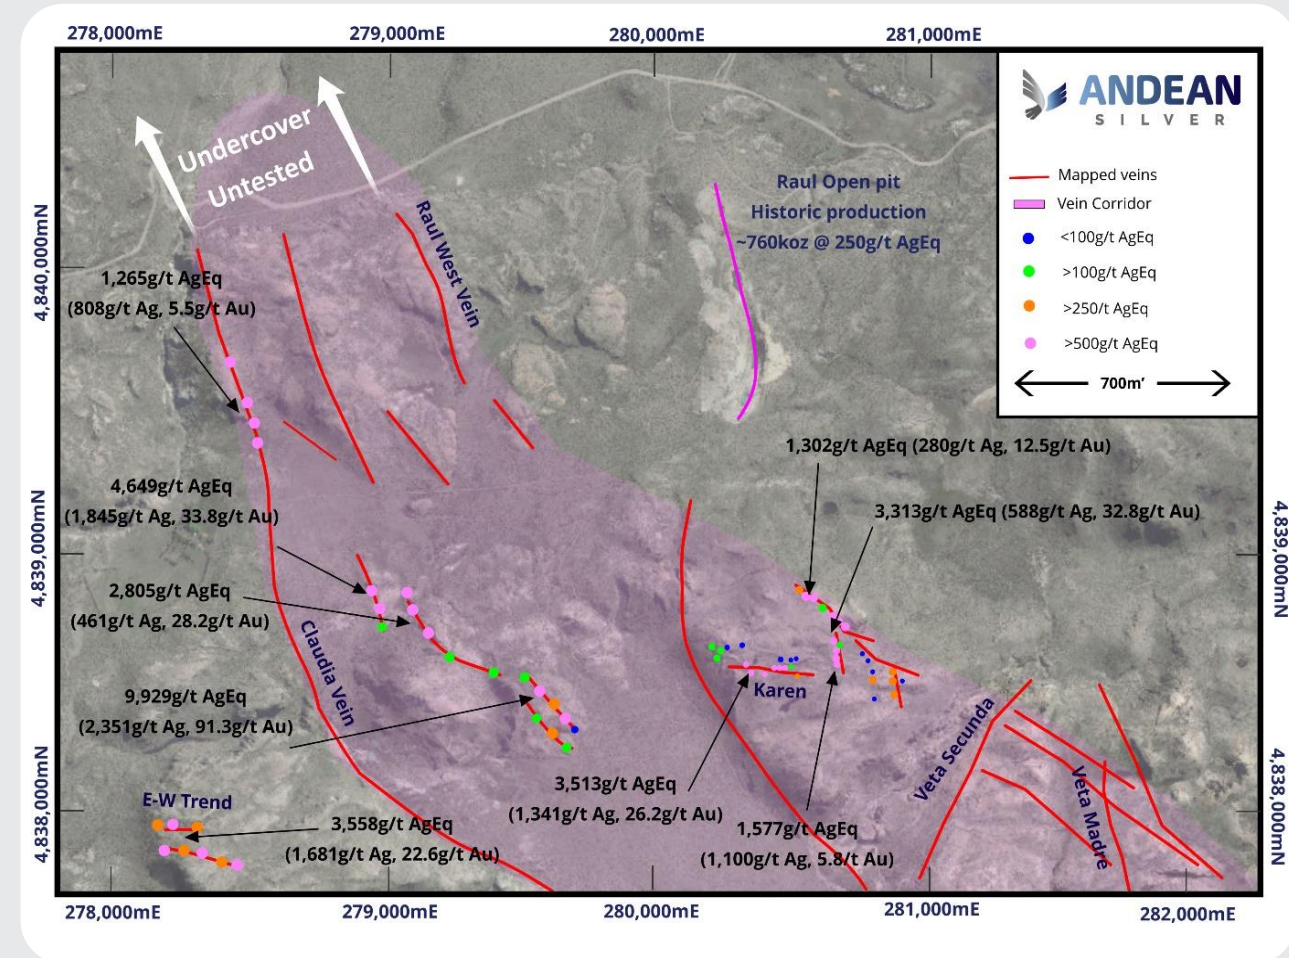 278,000mE
279,000mE
280,000mE
281,000mE
ANDEAN
SILVER
Mapped veins
Vein Corridor
<100g/t AgEq
>100g/t AgEq
>250/t AgEq
>500g/t AgEq
700m'
Undercover
Untested
Raul West Vein
Raul Open pit
Historic production
~760koz @ 250g/t AgEq
4,840,000mN
1,265g/t AgEq
(808g/t Ag, 5.5g/t Au)
1,302g/t AgEq (280g/t Ag, 12.5g/t Au)
4,649g/t AgEq
(1,845g/t Ag, 33.8g/t Au)
3,313g/t AgEq (588g/t Ag, 32.8g/t Au)
4,839,000mN
4,839,000mN
2,805g/t AgEq
(461g/t Ag, 28.2g/t Au)
Claudia Vein
Karen
9,929g/t AgEq
(2,351g/t Ag, 91.3g/t Au)
Veta Secunda
Veta Madre
3,513g/t AgEq
(1,341g/t Ag, 26.2g/t Au)
4,838,000mN
4,838,000mN
E-W Trend
3,558g/t AgEq
(1,681g/t Ag, 22.6g/t Au)
1,577g/t AgEq
(1,100g/t Ag, 5.8/t Au)
278,000mE
279,000mE
280,000mE
281,000mE
282,000mE